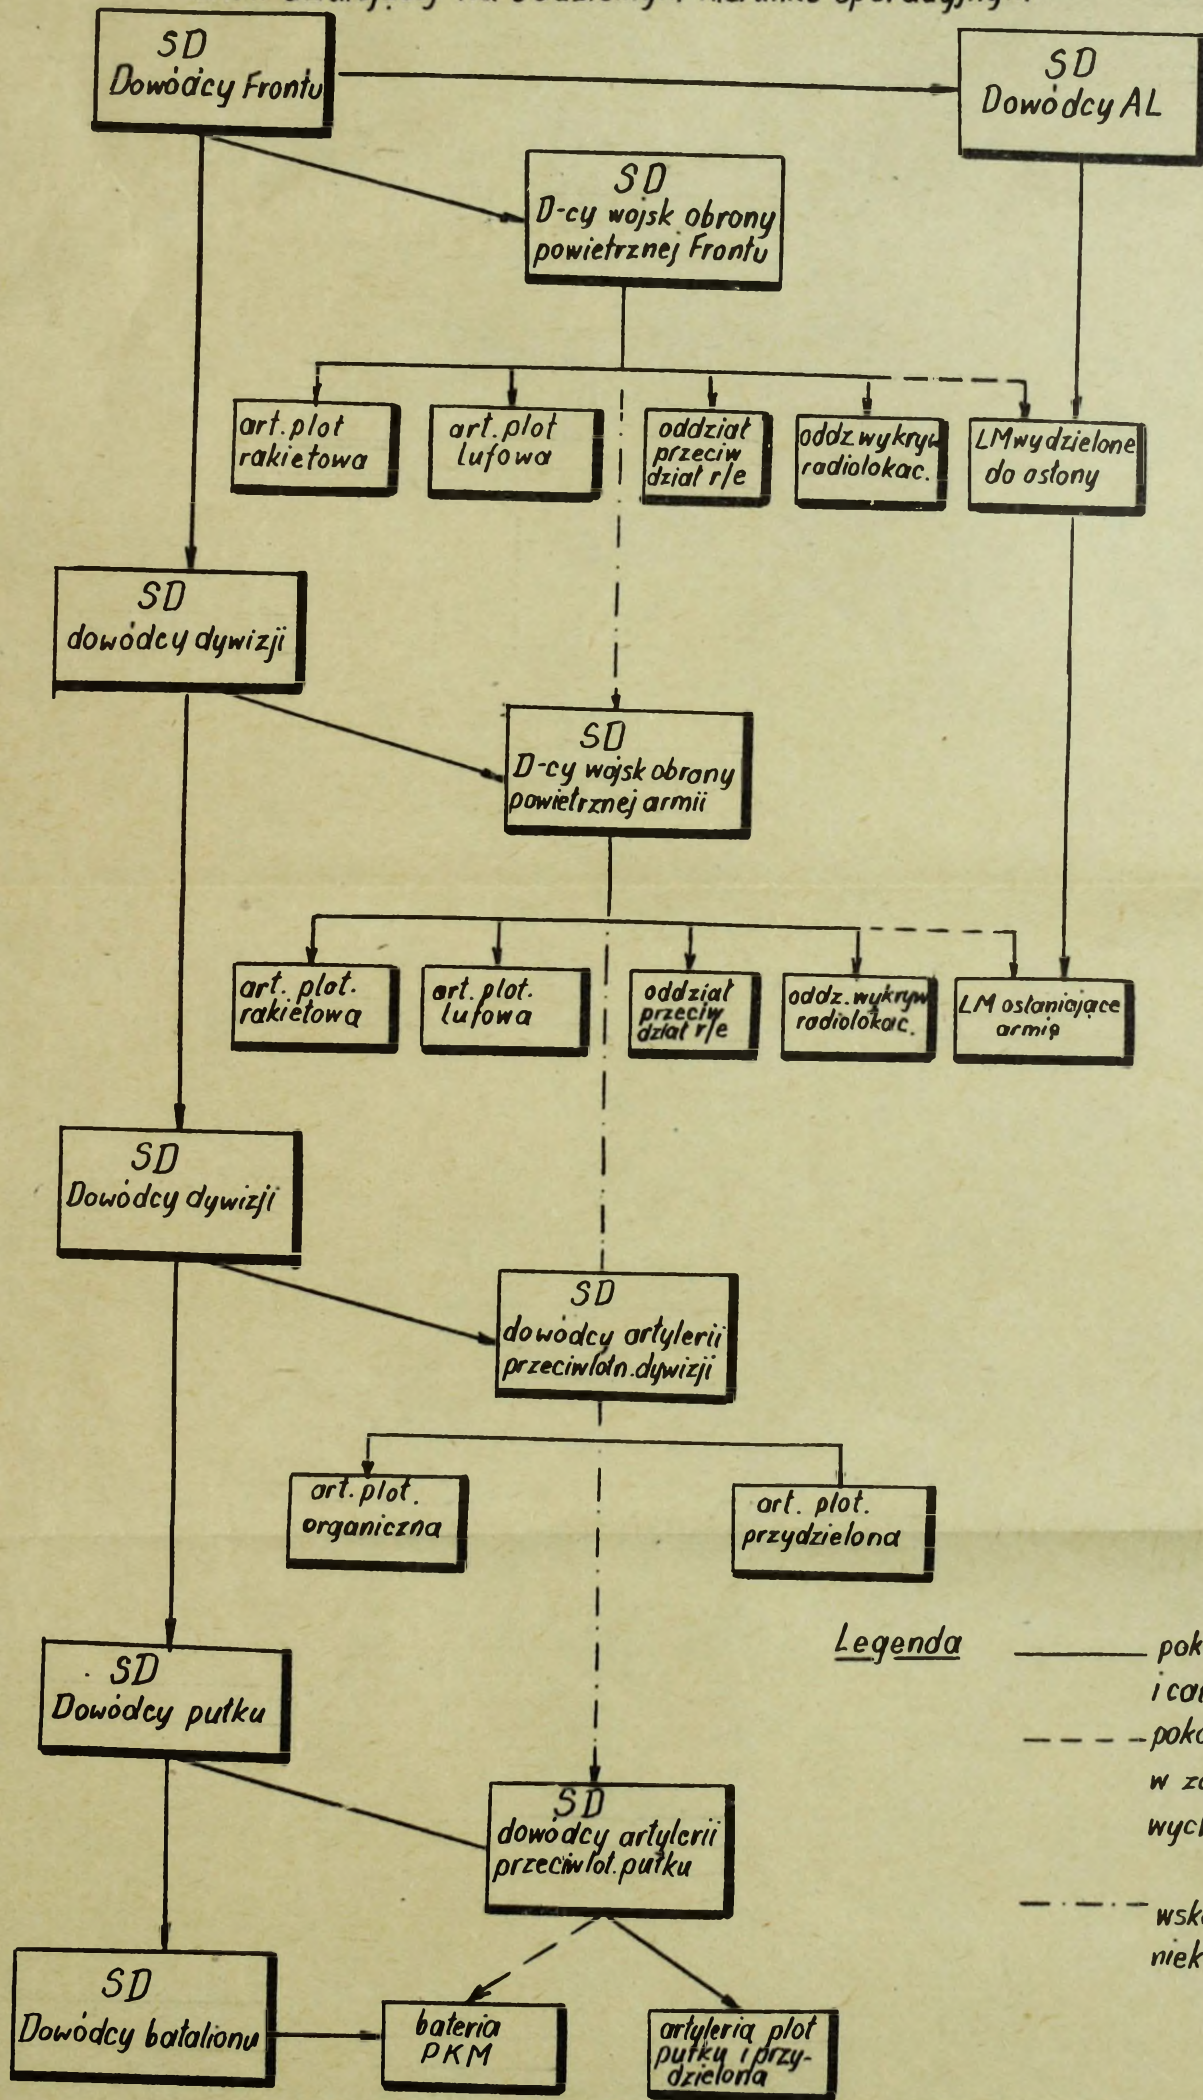 SD
Dowódcy Frontu
SD
Dowódcy AL
SD
D-cy wojsk obrony
powietrznej Frontu
art. plot
rakietowa
art. plot
lufowa
oddział
przeciw
dział r/e
oddz. wykryw
radiolokac.
LM wydzielone
do osłony
SD
dowódcy dywizji
SD
D-cy wojsk obrony
powietrznej armii
art. plot.
rakietowa
art. plot.
lufowa
oddział
przeciw
dział r/e
oddz. wykryw
radiolokac.
LM osłaniające
armię
SD
Dowódcy dywizji
SD
dowódcy artylerii
przeciwlotn. dywizji
art. plot.
organiczna
art. plot.
przydzielona
SD
Dowódcy pułku
SD
dowódcy artylerii
przeciwlot. pułku
SD
Dowódcy batalionu
bateria
PKM
artyleria plot
pułku i przy-
dzielona
Legenda
pok
i
w
wych
niek